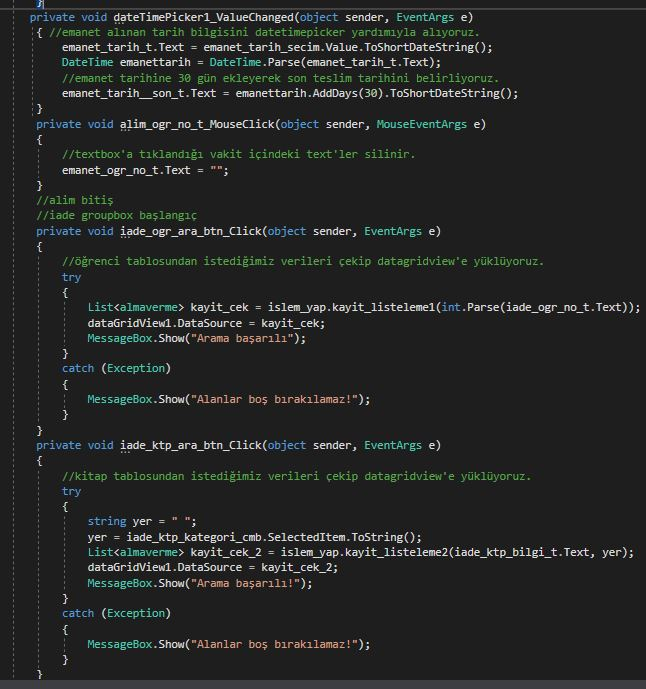 }
private void dateTimePicker1_ValueChanged(object sender, EventArgs e)
{ //emanet alınan tarih bilgisini datetimepicker yardımıyla alıyoruz.
emanet_tarih_t.Text = emanet_tarih_secim.Value.ToShortDateString();
DateTime emanettarih = DateTime.Parse(emanet_tarih_t.Text);
//emanet tarihine 30 gün ekleyerek son teslim tarihini belirliyoruz.
emanet_tarih__son_t.Text = emanettarih.AddDays(30).ToShortDateString();
}
private void alim_ogr_no_t_MouseClick(object sender, MouseEventArgs e)
{
//textbox'a tıklandığı vakit içindeki text'ler silinir.
emanet_ogr_no_t.Text = "";
}
//alim bitiş
//iade groupbox başlangıç
private void iade_ogr_ara_btn_Click(object sender, EventArgs e)
{
//öğrenci tablosundan istediğimiz verileri çekip datagridview'e yüklüyoruz.
try
{
List<almaverme> kayit_cek = islem_yap.kayit_listeleme1(int.Parse(iade_ogr_no_t.Text));
dataGridView1.DataSource = kayit_cek;
MessageBox.Show("Arama başarılı");
}
catch (Exception)
{
MessageBox.Show("Alanlar boş bırakılamaz!");
}
}
private void iade_ktp_ara_btn_Click(object sender, EventArgs e)
{
//kitap tablosundan istediğimiz verileri çekip datagridview'e yüklüyoruz.
try
{
string yer = " ";
yer = iade_ktp_kategori_cmb.SelectedItem.ToString();
List<almaverme> kayit_cek_2 = islem_yap.kayit_listeleme2(iade_ktp_bilgi_t.Text, yer);
dataGridView1.DataSource = kayit_cek_2;
MessageBox.Show("Arama başarılı!");
}
catch (Exception)
{
MessageBox.Show("Alanlar boş bırakılamaz!");
}
}